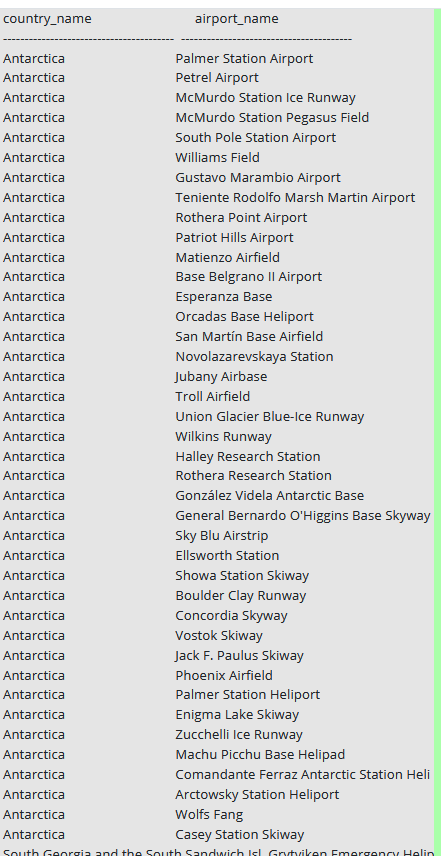 country_name airport_name
------------------------------------- -------------------------------------
Antarctica Palmer Station Airport
Antarctica Petrel Airport
Antarctica McMurdo Station Ice Runway
Antarctica McMurdo Station Pegasus Field
Antarctica South Pole Station Airport
Antarctica Williams Field
Antarctica Gustavo Marambio Airport
Antarctica Teniente Rodolfo Marsh Martin Airport
Antarctica Rothera Point Airport
Antarctica Patriot Hills Airport
Antarctica Matienzo Airfield
Antarctica Base Belgrano II Airport
Antarctica Esperanza Base
Antarctica Orcadas Base Heliport
Antarctica San Martín Base Airfield
Antarctica Novolazarevskaya Station
Antarctica Jubany Airbase
Antarctica Troll Airfield
Antarctica Union Glacier Blue-Ice Runway
Antarctica Wilkins Runway
Antarctica Halley Research Station
Antarctica Rothera Research Station
Antarctica González Videla Antarctic Base
Antarctica General Bernardo O'Higgins Base Skyway
Antarctica Sky Blu Airstrip
Antarctica Ellsworth Station
Antarctica Showa Station Skiway
Antarctica Boulder Clay Runway
Antarctica Concordia Skyway
Antarctica Vostok Skiway
Antarctica Jack F. Paulus Skiway
Antarctica Phoenix Airfield
Antarctica Palmer Station Heliport
Antarctica Enigma Lake Skiway
Antarctica Zucchelli Ice Runway
Antarctica Machu Picchu Base Helipad
Antarctica Comandante Ferraz Antarctic Station Heli
Antarctica Arctowsky Station Heliport
Antarctica Wolfs Fang
Antarctica Casey Station Skiway
South Georgia and the South Sandwich Isl. Grytviken Emergency Helip